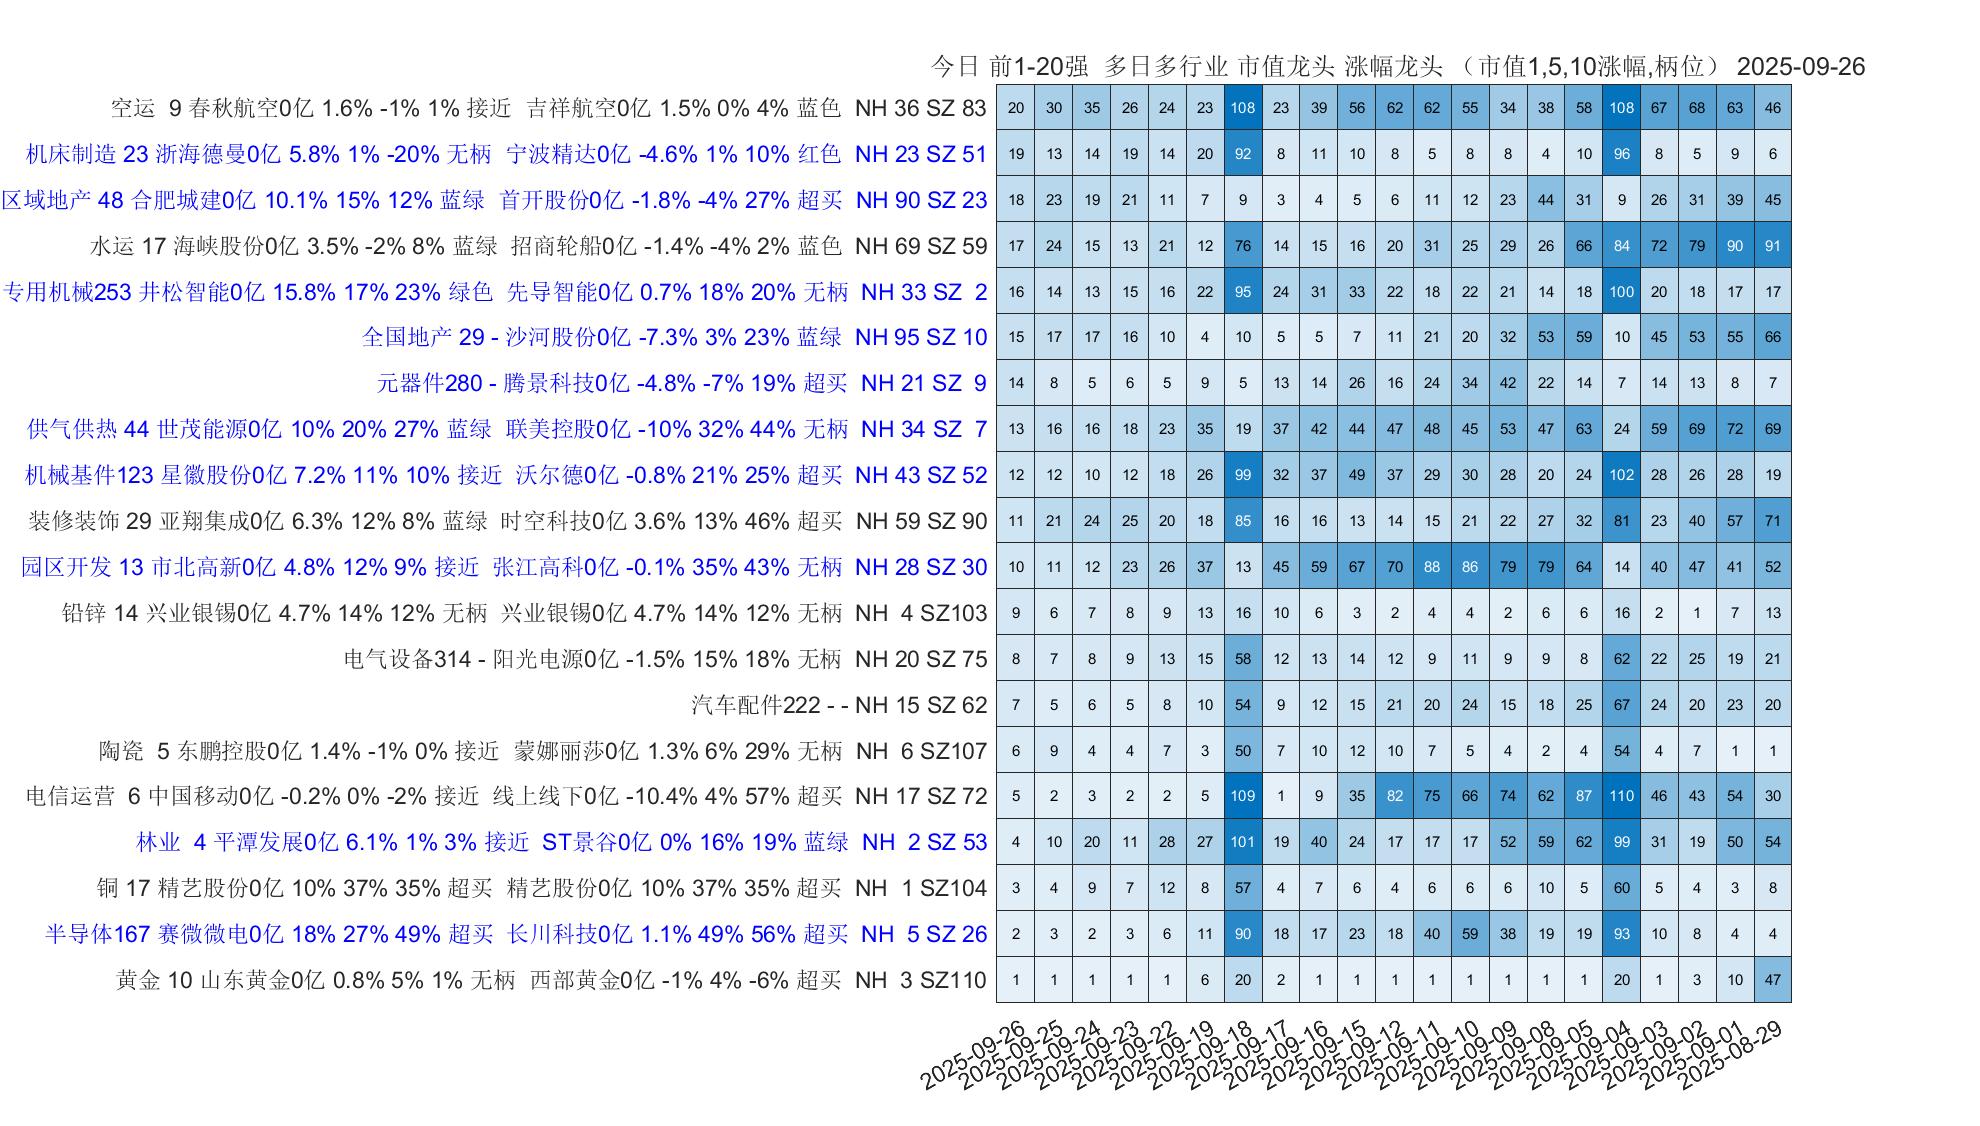 今日 前1-20强 多日多行业 市值龙头 涨幅龙头 （市值1,5,10涨幅,柄位） 2025-09-26
空运 9 春秋航空0亿 1.6% -1% 1% 接近 吉祥航空0亿 1.5% 0% 4% 蓝色 NH 36 SZ 83 20 30 35 26 24 23 108 23 39 56 62 62 55 34 38 58 108 67 68 63 46
机床制造 23 浙海德曼0亿 5.8% 1% -20% 无柄 宁波精达0亿 -4.6% 1% 10% 红色 NH 23 SZ 51 19 13 14 19 14 20 92 8 11 10 8 5 8 8 4 10 96 8 5 9 6
区域地产 48 合肥城建0亿 10.1% 15% 12% 蓝绿 首开股份0亿 -1.8% -4% 27% 超买 NH 90 SZ 23 18 23 19 21 11 7 9 3 4 5 6 11 12 23 44 31 9 26 31 39 45
水运 17 海峡股份0亿 3.5% -2% 8% 蓝绿 招商轮船0亿 -1.4% -4% 2% 蓝色 NH 69 SZ 59 17 24 15 13 21 12 76 14 15 16 20 31 25 29 26 66 84 72 79 90 91
专用机械253 井松智能0亿 15.8% 17% 23% 绿色 先导智能0亿 0.7% 18% 20% 无柄 NH 33 SZ 2 16 14 13 15 16 22 95 24 31 33 22 18 22 21 14 18 100 20 18 17 17
全国地产 29 - 沙河股份0亿 -7.3% 3% 23% 蓝绿 NH 95 SZ 10 15 17 17 16 10 4 10 5 5 7 11 21 20 32 53 59 10 45 53 55 66
元器件280 - 腾景科技0亿 -4.8% -7% 19% 超买 NH 21 SZ 9 14 8 5 6 5 9 5 13 14 26 16 24 34 42 22 14 7 14 13 8 7
供气供热 44 世茂能源0亿 10% 20% 27% 蓝绿 联美控股0亿 -10% 32% 44% 无柄 NH 34 SZ 7 13 16 16 18 23 35 19 37 42 44 47 48 45 53 47 63 24 59 69 72 69
机械基件123 星徽股份0亿 7.2% 11% 10% 接近 沃尔德0亿 -0.8% 21% 25% 超买 NH 43 SZ 52 12 12 10 12 18 26 99 32 37 49 37 29 30 28 20 24 102 28 26 28 19
装修装饰 29 亚翔集成0亿 6.3% 12% 8% 蓝绿 时空科技0亿 3.6% 13% 46% 超买 NH 59 SZ 90 11 21 24 25 20 18 85 16 16 13 14 15 21 22 27 32 81 23 40 57 71
园区开发 13 市北高新0亿 4.8% 12% 9% 接近 张江高科0亿 -0.1% 35% 43% 无柄 NH 28 SZ 30 10 11 12 23 26 37 13 45 59 67 70 88 86 79 79 64 14 40 47 41 52
铅锌 14 兴业银锡0亿 4.7% 14% 12% 无柄 兴业银锡0亿 4.7% 14% 12% 无柄 NH 4 SZ103 9 6 7 8 9 13 16 10 6 3 2 4 4 2 6 6 16 2 1 7 13
电气设备314 - 阳光电源0亿 -1.5% 15% 18% 无柄 NH 20 SZ 75 8 7 8 9 13 15 58 12 13 14 12 9 11 9 9 8 62 22 25 19 21
汽车配件222 - - NH 15 SZ 62 7 5 6 5 8 10 54 9 12 15 21 20 24 15 18 25 67 24 20 23 20
陶瓷 5 东鹏控股0亿 1.4% -1% 0% 接近 蒙娜丽莎0亿 1.3% 6% 29% 无柄 NH 6 SZ107 6 9 4 4 7 3 50 7 10 12 10 7 5 4 2 4 54 4 7 1 1
电信运营 6 中国移动0亿 -0.2% 0% -2% 接近 线上线下0亿 -10.4% 4% 57% 超买 NH 17 SZ 72 5 2 3 2 2 5 109 1 9 35 82 75 66 74 62 87 110 46 43 54 30
林业 4 平潭发展0亿 6.1% 1% 3% 接近 ST景谷0亿 0% 16% 19% 蓝绿 NH 2 SZ 53 4 10 20 11 28 27 101 19 40 24 17 17 17 52 59 62 99 31 19 50 54
铜 17 精艺股份0亿 10% 37% 35% 超买 精艺股份0亿 10% 37% 35% 超买 NH 1 SZ104 3 4 9 7 12 8 57 4 7 6 4 6 6 6 10 5 60 5 4 3 8
半导体167 赛微微电0亿 18% 27% 49% 超买 长川科技0亿 1.1% 49% 56% 超买 NH 5 SZ 26 2 3 2 3 6 11 90 18 17 23 18 40 59 38 19 19 93 10 8 4 4
黄金 10 山东黄金0亿 0.8% 5% 1% 无柄 西部黄金0亿 -1% 4% -6% 超买 NH 3 SZ110 1 1 1 1 1 6 20 2 1 1 1 1 1 1 1 1 20 1 3 10 47
2025-09-26 2025-09-25 2025-09-24 2025-09-23 2025-09-22 2025-09-19 2025-09-18 2025-09-17 2025-09-16 2025-09-15 2025-09-12 2025-09-11 2025-09-10 2025-09-09 2025-09-08 2025-09-05 2025-09-04 2025-09-03 2025-09-02 2025-09-01 2025-08-29